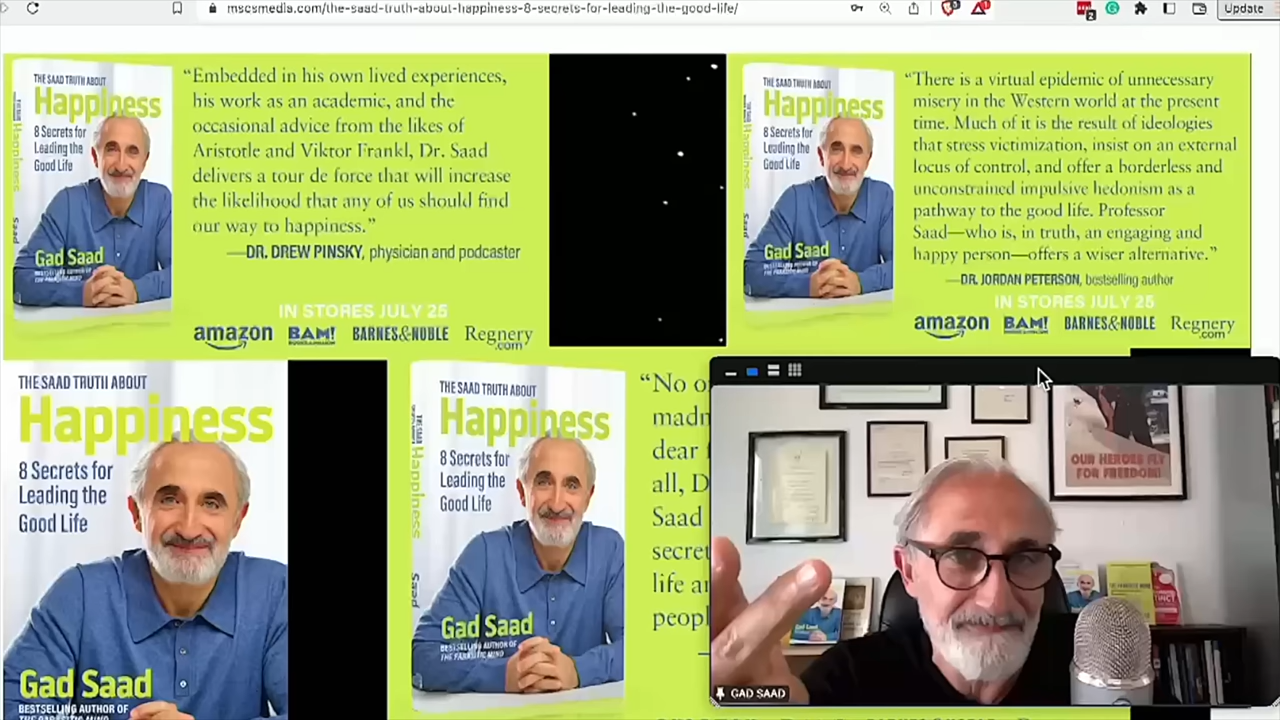 mscsmedia.com/the-saad-truth-about-happiness-8-secrets-for-leading-the-good-life/
Update
THE SAAD TRUTH ABOUT
Happiness
8 Secrets for
Leading the
Good Life
Gad Saad
“Embedded in his own lived experiences,
his work as an academic, and the
occasional advice from the likes of
Aristotle and Viktor Frankl, Dr. Saad
delivers a tour de force that will increase
the likelihood that any of us should find
our way to happiness.”
—DR. DREW PINSKY, physician and podcaster
IN STORES JULY 25
amazon BAM! BARNES&NOBLE Regnery
.com
THE SAAD TRUTH ABOUT
Happiness
8 Secrets for
Leading the
Good Life
Gad Saad
“There is a virtual epidemic of unnecessary
misery in the Western world at the present
time. Much of it is the result of ideologies
that stress victimization, insist on an external
locus of control, and offer a borderless and
unconstrained impulsive hedonism as a
pathway to the good life. Professor
Saad—who is, in truth, an engaging and
happy person—offers a wiser alternative.”
—DR. JORDAN PETERSON, bestselling author
IN STORES JULY 25
amazon BAM! BARNES&NOBLE Regnery
.com
THE SAAD TRUTH ABOUT
Happiness
8 Secrets for
Leading the
Good Life
Gad Saad
BESTSELLING AUTHOR OF
THE SAAD TRUTH ABOUT
Happiness
8 Secrets for
Leading the
Good Life
Gad Saad
BESTSELLING AUTHOR OF
THE PARASITIC MIND
“No
dear
all,
Saad
life
OUR HEROES FLY
FOR FREEDOM!
GAD SAAD